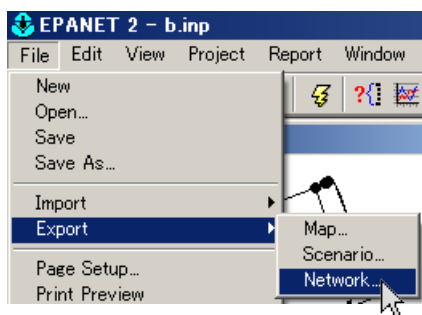 EPANET 2 - b.inp
File Edit View Project Report Window
New
Open...
Save
Save As...
Import
Export
Map...
Scenario...
Network...
Page Setup...
Print Preview
?{}